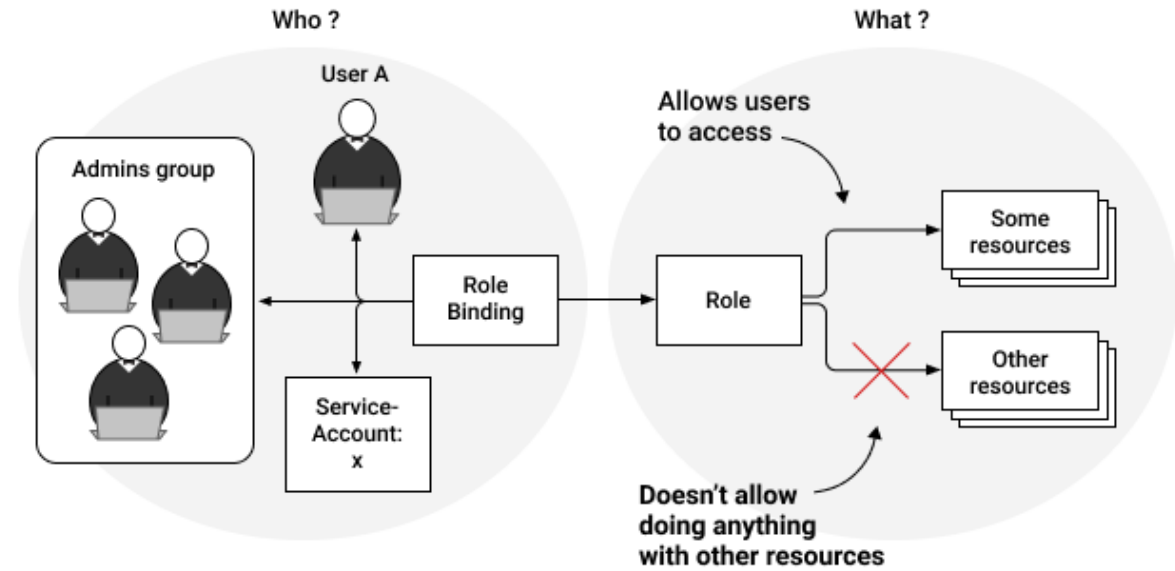 Who ?
What ?
User A
Admins group
Allows users
to access
Some
resources
Role
Binding
Role
Other
resources
Service-
Account:
x
Doesn't allow
doing anything
with other resources